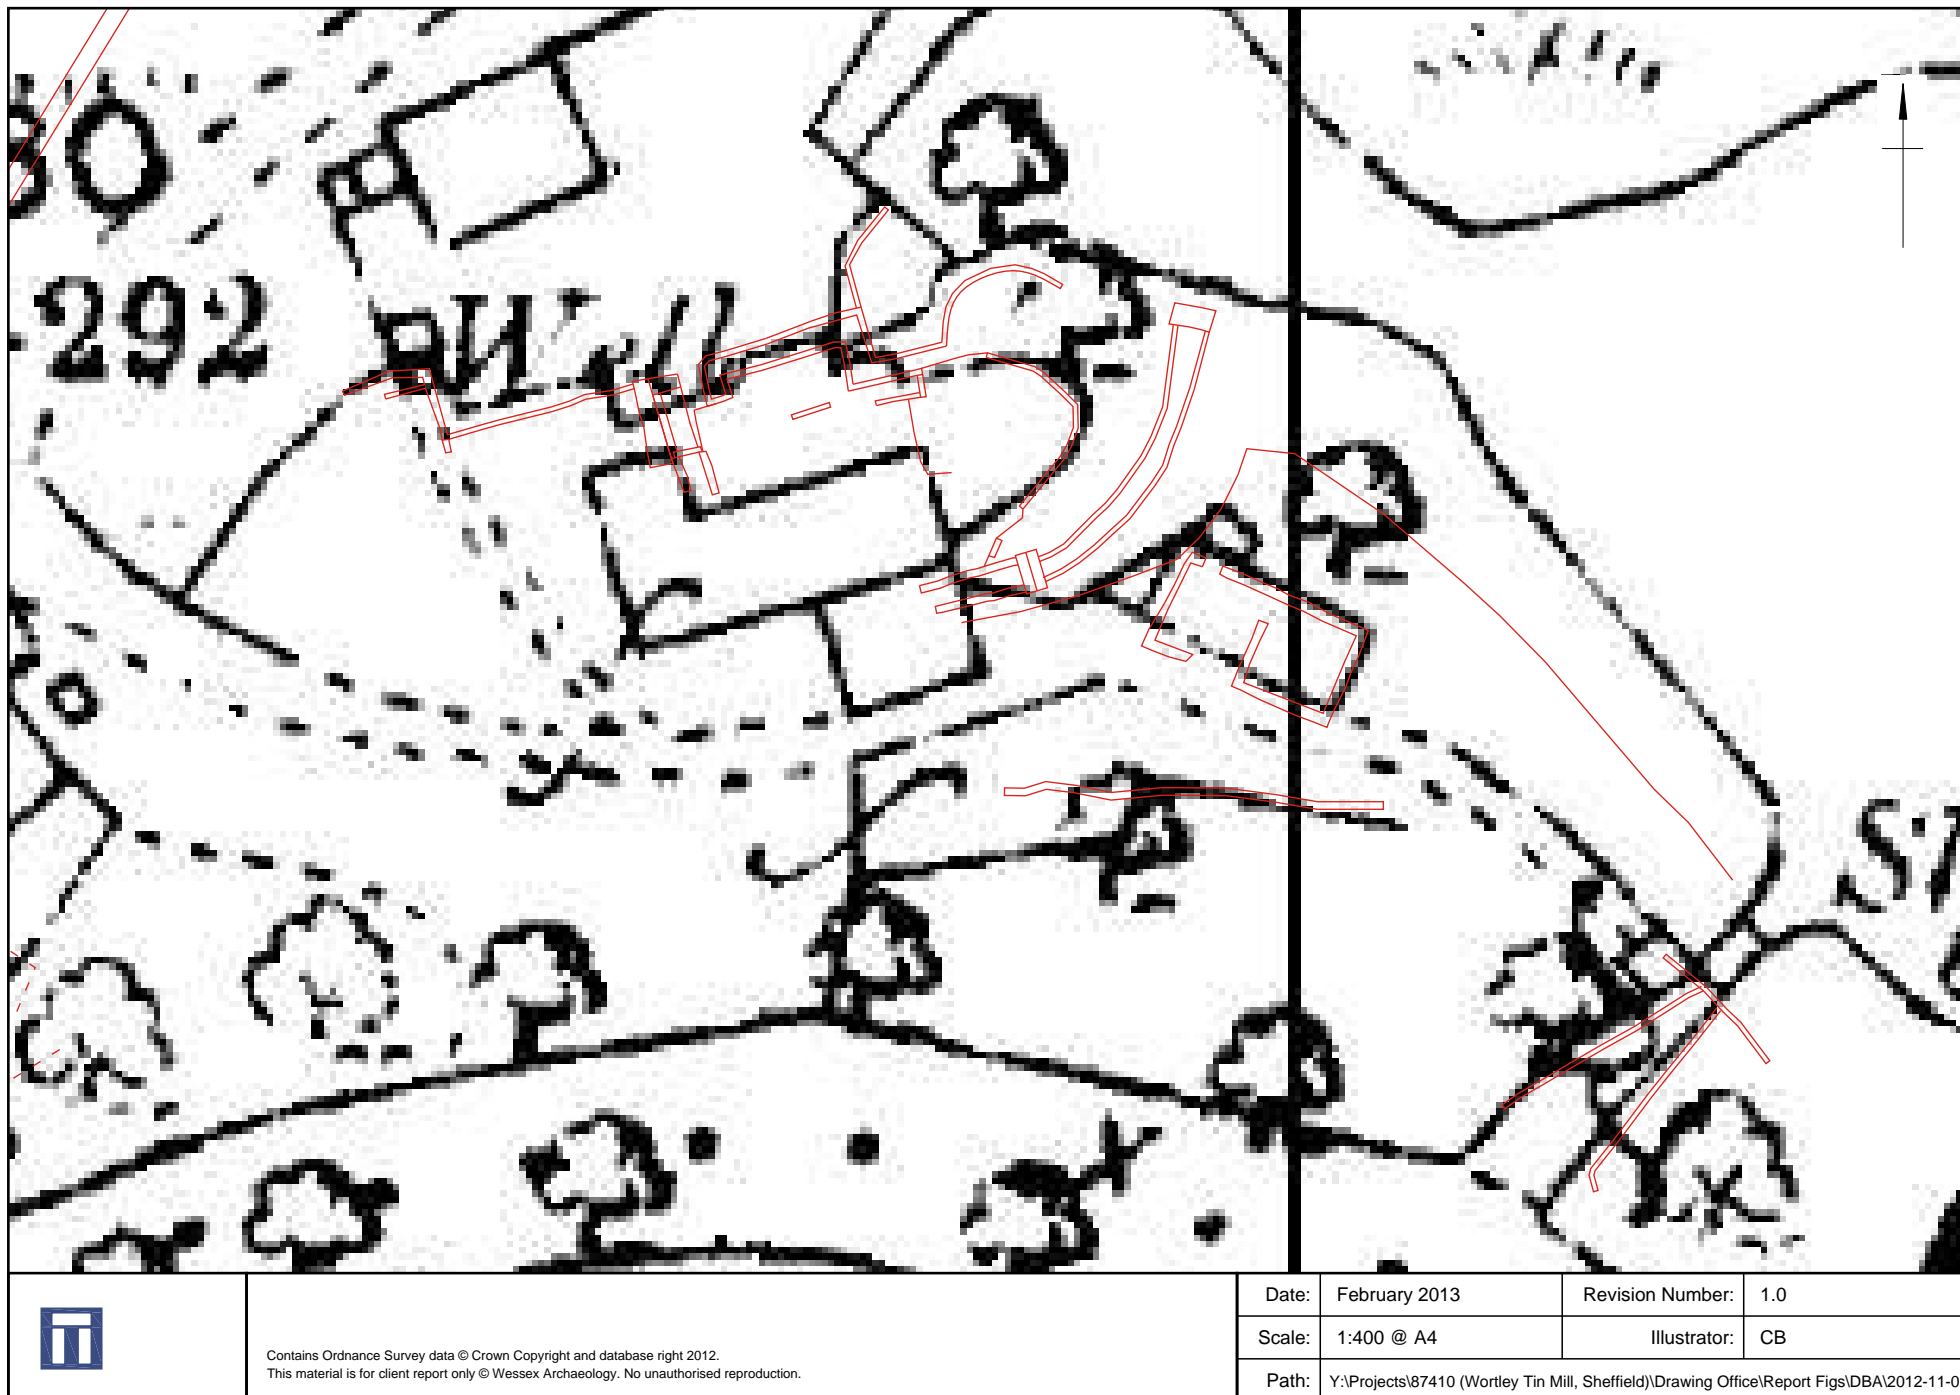 292
Date: February 2013 Revision Number: 1.0
Scale: 1:400 @ A4 Illustrator: CB
Contains Ordnance Survey data © Crown Copyright and database right 2012.
This material is for client report only © Wessex Archaeology. No unauthorised reproduction.
Path: Y:\Projects\87410 (Wortley Tin Mill, Sheffield)\Drawing Office\Report Figs\DBA\2012-11-0